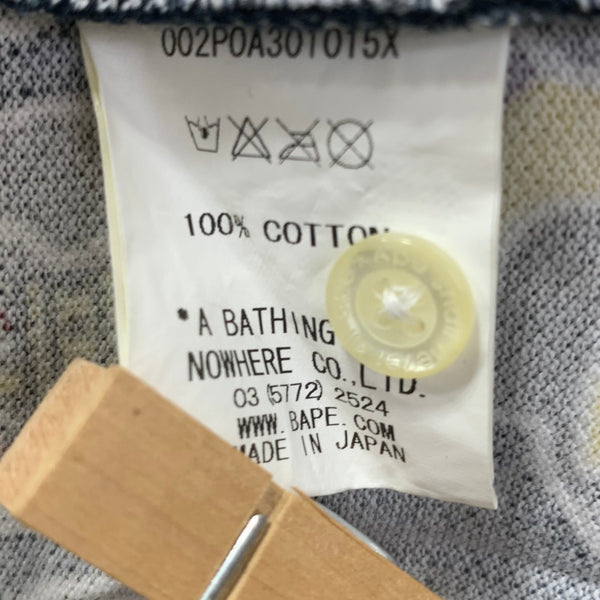 002P0A301015X
100% COTTON
*A BATHING
NOWHERE CO.,LTD.
03 (5772) 2524
WWW.BAPE.COM
MADE IN JAPAN